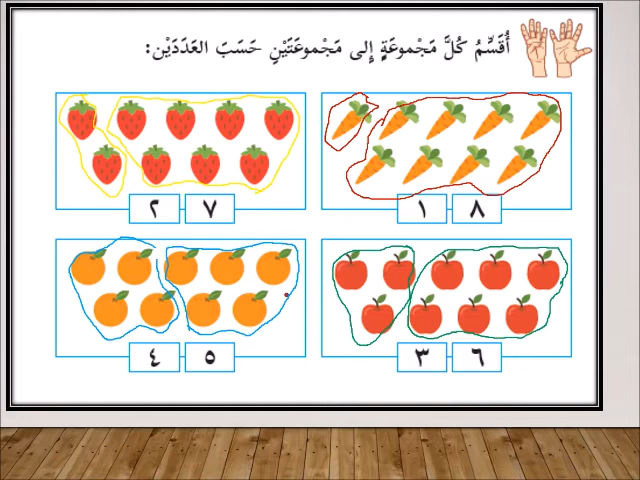 أُقَسِّمُ كُلَّ مَجْموعَةٍ إِلى مَجْموعَتَيْنِ حَسَبَ العَدَدَيْن:
٨ ١
٧ ٢
٦ ٣
٥ ٤